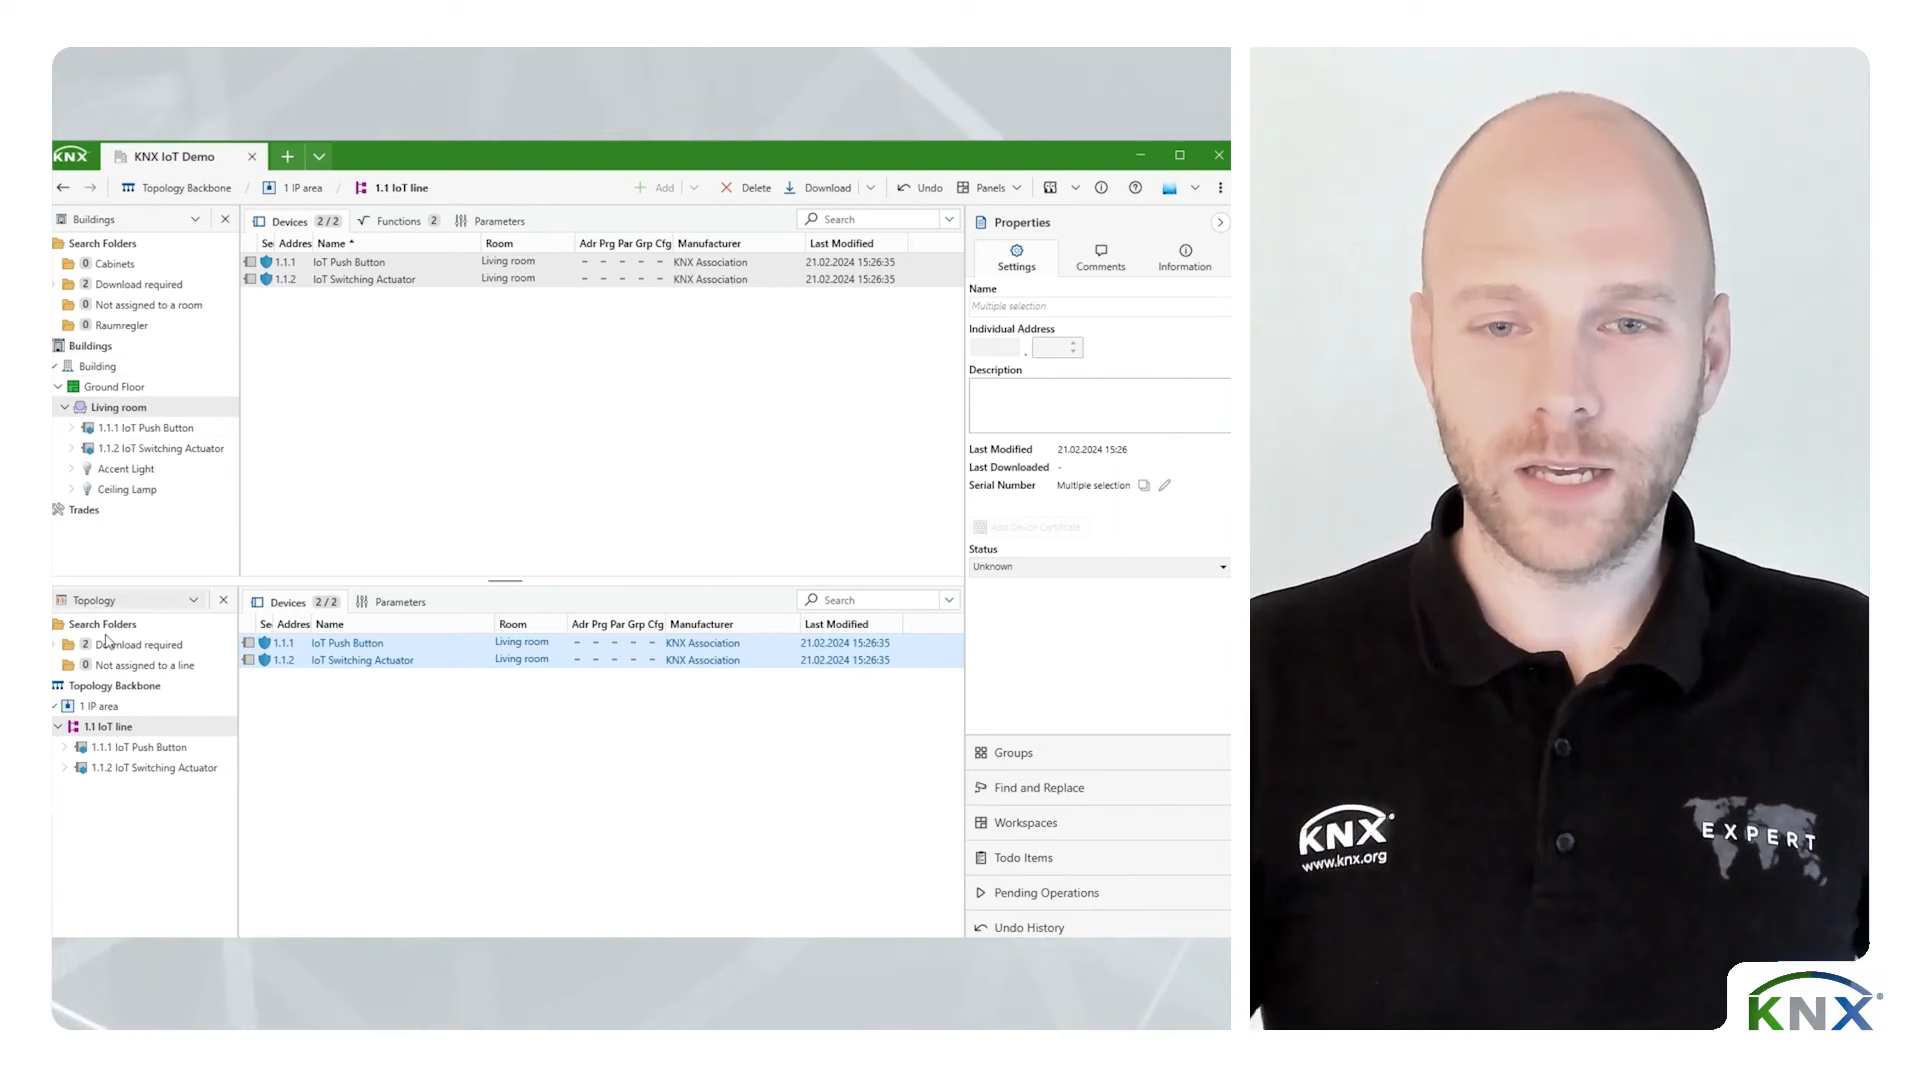 KNX KNX IoT Demo
Topology Backbone / 1 IP area / 1.1 IoT line Add Delete Download Undo Panels
Buildings
Search Folders
0 Cabinets
2 Download required
0 Not assigned to a room
0 Raumregler
Buildings
Building
Ground Floor
Living room
1.1.1 IoT Push Button
1.1.2 IoT Switching Actuator
Accent Light
Ceiling Lamp
Trades
Devices 2/2 Functions 2 Parameters Search
Se Addres Name Room Adr Prg Par Grp Cfg Manufacturer Last Modified
1.1.1 IoT Push Button Living room – – – – – KNX Association 21.02.2024 15:26:35
1.1.2 IoT Switching Actuator Living room – – – – – KNX Association 21.02.2024 15:26:35
Properties
Settings Comments Information
Name
Multiple selection
Individual Address
.
Description
Last Modified 21.02.2024 15:26
Last Downloaded -
Serial Number Multiple selection
Add Device Certificate
Status
Unknown
Topology
Search Folders
2 Download required
0 Not assigned to a line
Topology Backbone
1 IP area
1.1 IoT line
1.1.1 IoT Push Button
1.1.2 IoT Switching Actuator
Devices 2/2 Parameters Search
Se Addres Name Room Adr Prg Par Grp Cfg Manufacturer Last Modified
1.1.1 IoT Push Button Living room – – – – – KNX Association 21.02.2024 15:26:35
1.1.2 IoT Switching Actuator Living room – – – – – KNX Association 21.02.2024 15:26:35
Groups
Find and Replace
Workspaces
Todo Items
Pending Operations
Undo History
KNX
www.knx.org
EXPERT
KNX®